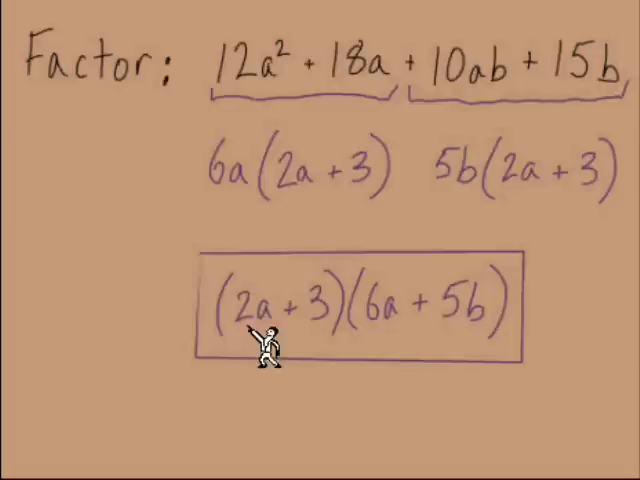 Factor: 12a² + 18a + 10ab + 15b
6a(2a + 3) 5b(2a + 3)
(2a + 3)(6a + 5b)